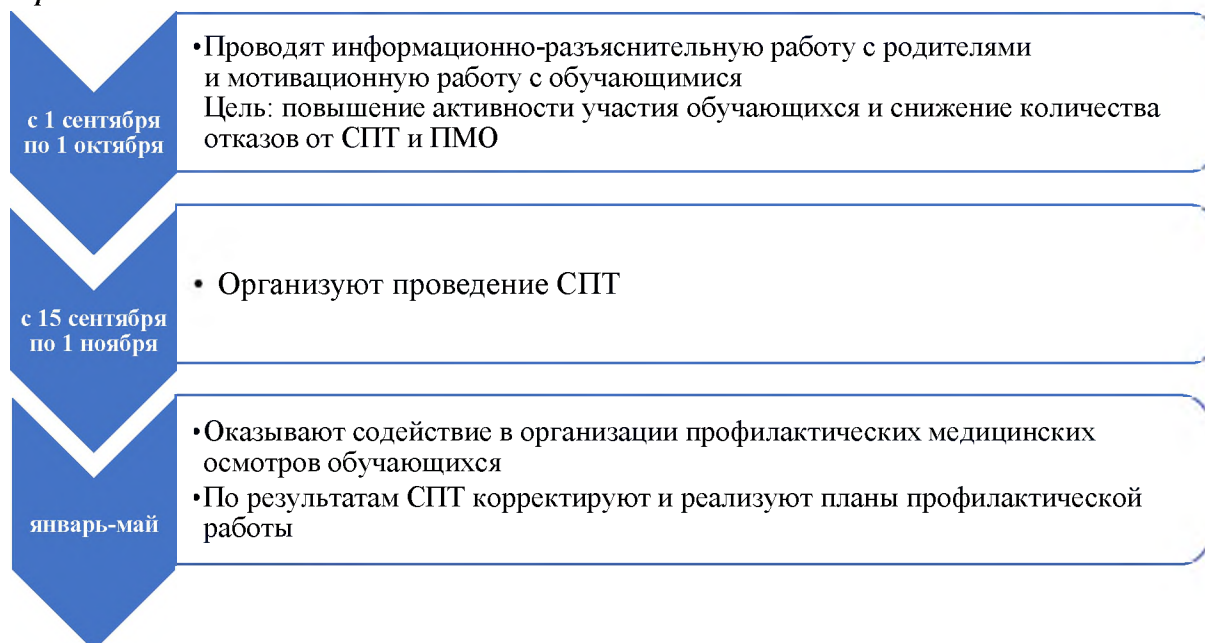 с 1 сентября
по 1 октября
•Проводят информационно-разъяснительную работу с родителями
и мотивационную работу с обучающимися
Цель: повышение активности участия обучающихся и снижение количества
отказов от СПТ и ПМО
с 15 сентября
по 1 ноября
• Организуют проведение СПТ
январь-май
•Оказывают содействие в организации профилактических медицинских
осмотров обучающихся
•По результатам СПТ корректируют и реализуют планы профилактической
работы